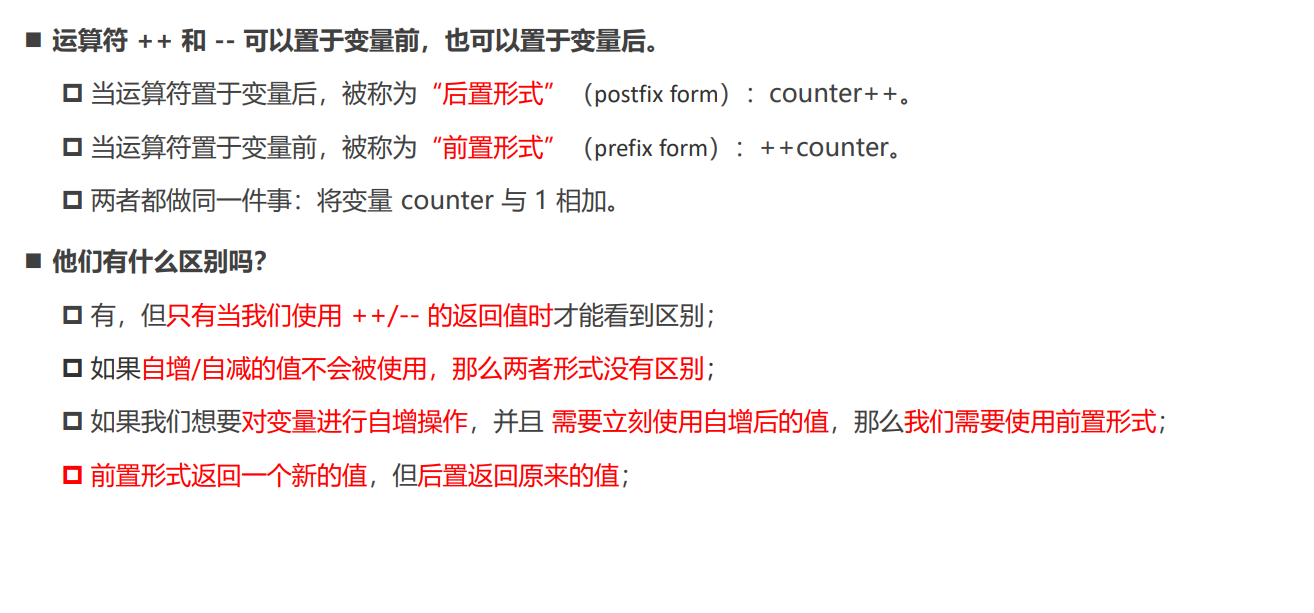 运算符 ++ 和 -- 可以置于变量前，也可以置于变量后。
当运算符置于变量后，被称为“后置形式”（postfix form）：counter++。
当运算符置于变量前，被称为“前置形式”（prefix form）：++counter。
两者都做同一件事：将变量 counter 与 1 相加。
他们有什么区别吗？
有，但只有当我们使用 ++/-- 的返回值时才能看到区别；
如果自增/自减的值不会被使用，那么两者形式没有区别；
如果我们想要对变量进行自增操作，并且 需要立刻使用自增后的值，那么我们需要使用前置形式；
前置形式返回一个新的值，但后置返回原来的值；